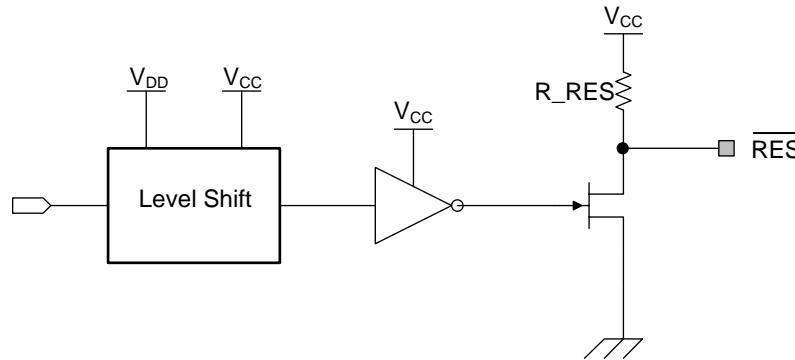 V_CC
V_DD
V_CC
R_RES
V_CC
RES
Level Shift